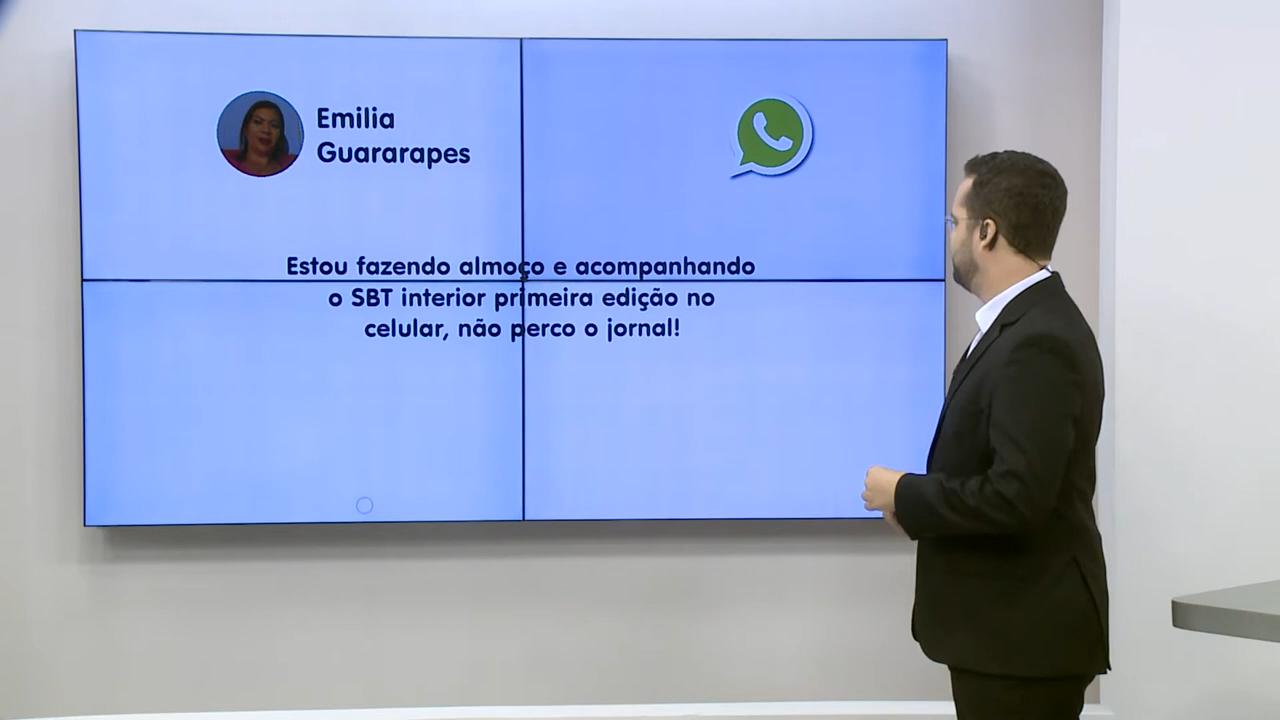 Emilia
Guararapes
Estou fazendo almoço e acompanhando
o SBT interior primeira edição no
celular, não perco o jornal!